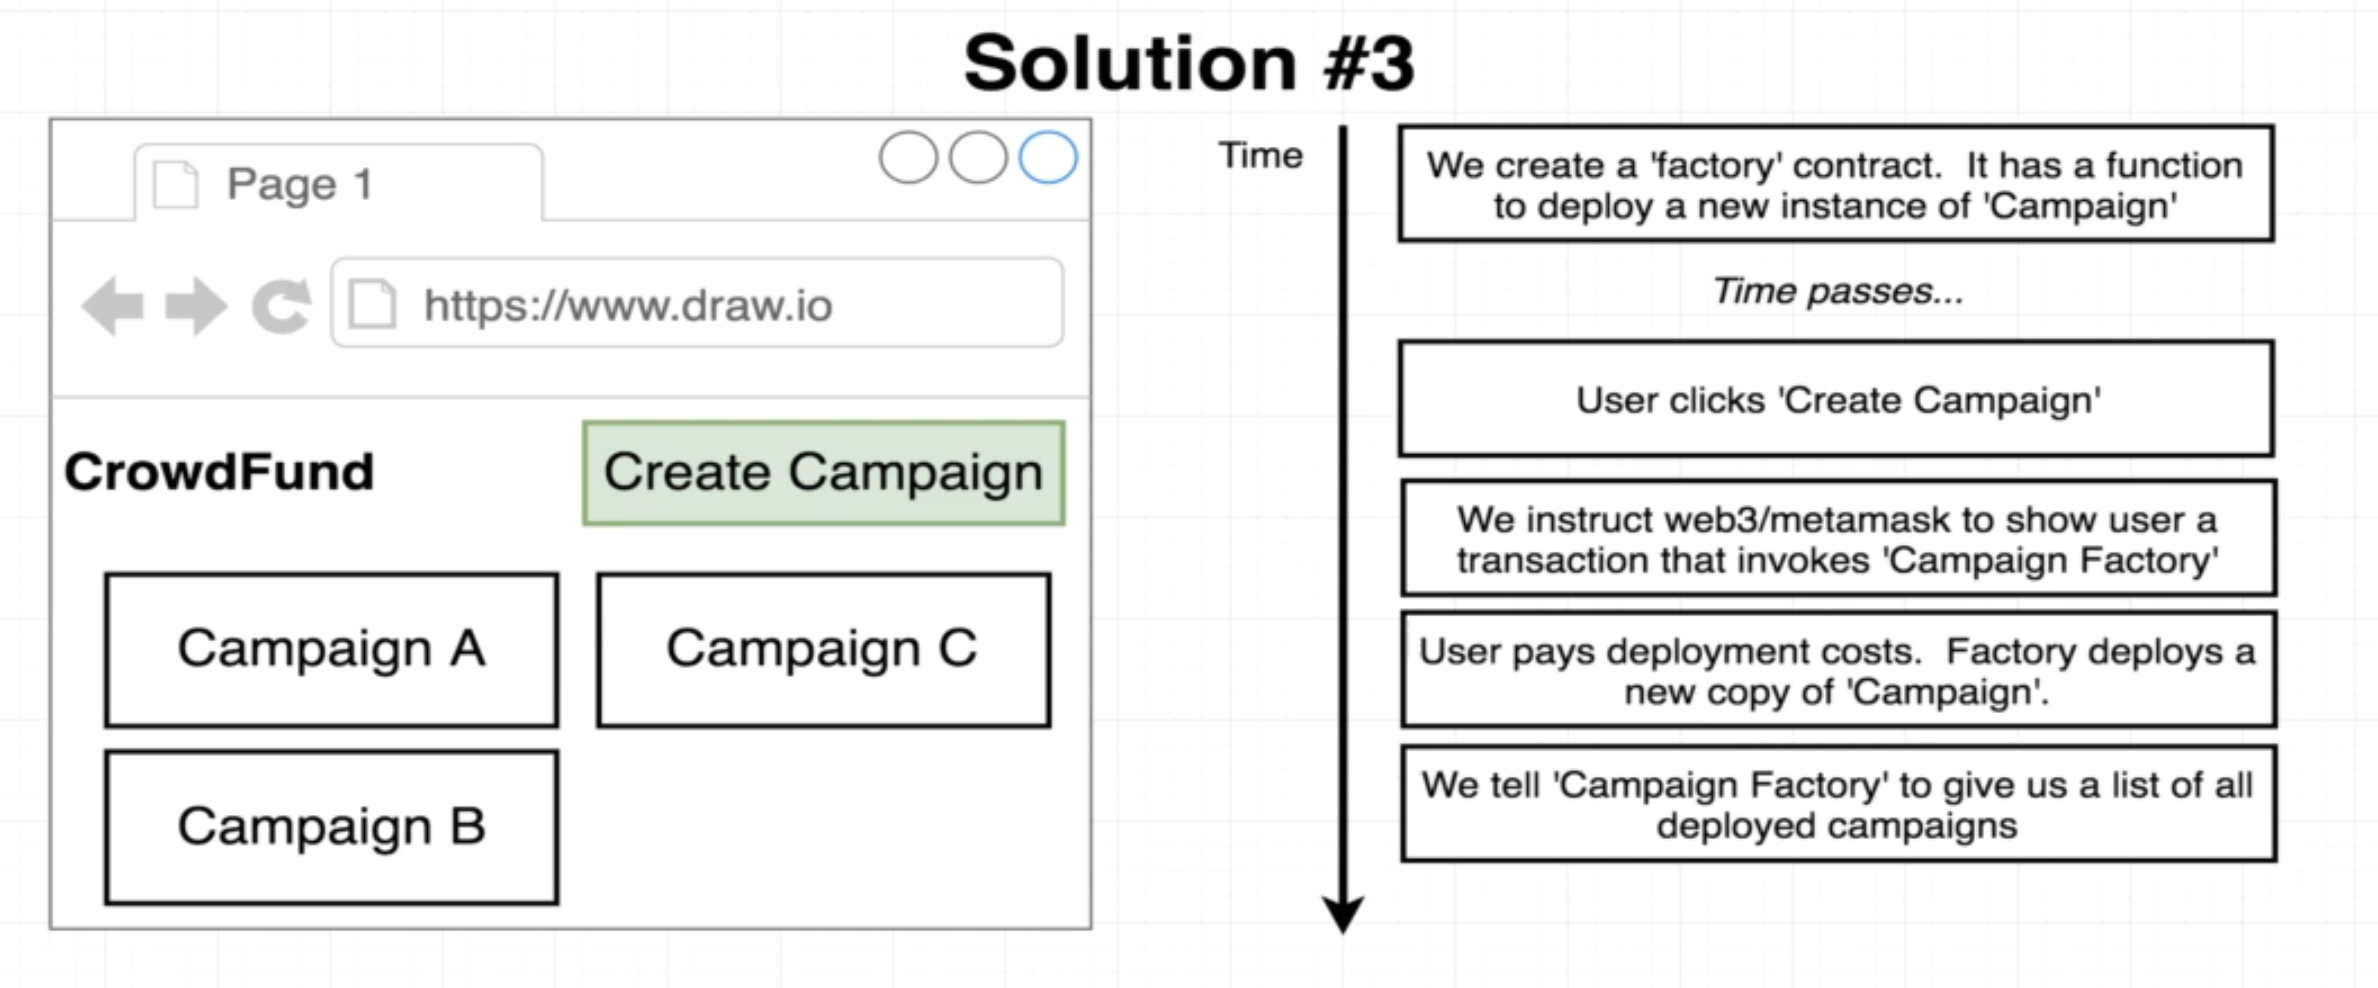 Solution #3
Page 1
https://www.draw.io
CrowdFund
Create Campaign
Campaign A
Campaign C
Campaign B
Time
We create a 'factory' contract.  It has a function
to deploy a new instance of 'Campaign'
Time passes...
User clicks 'Create Campaign'
We instruct web3/metamask to show user a
transaction that invokes 'Campaign Factory'
User pays deployment costs.  Factory deploys a
new copy of 'Campaign'.
We tell 'Campaign Factory' to give us a list of all
deployed campaigns